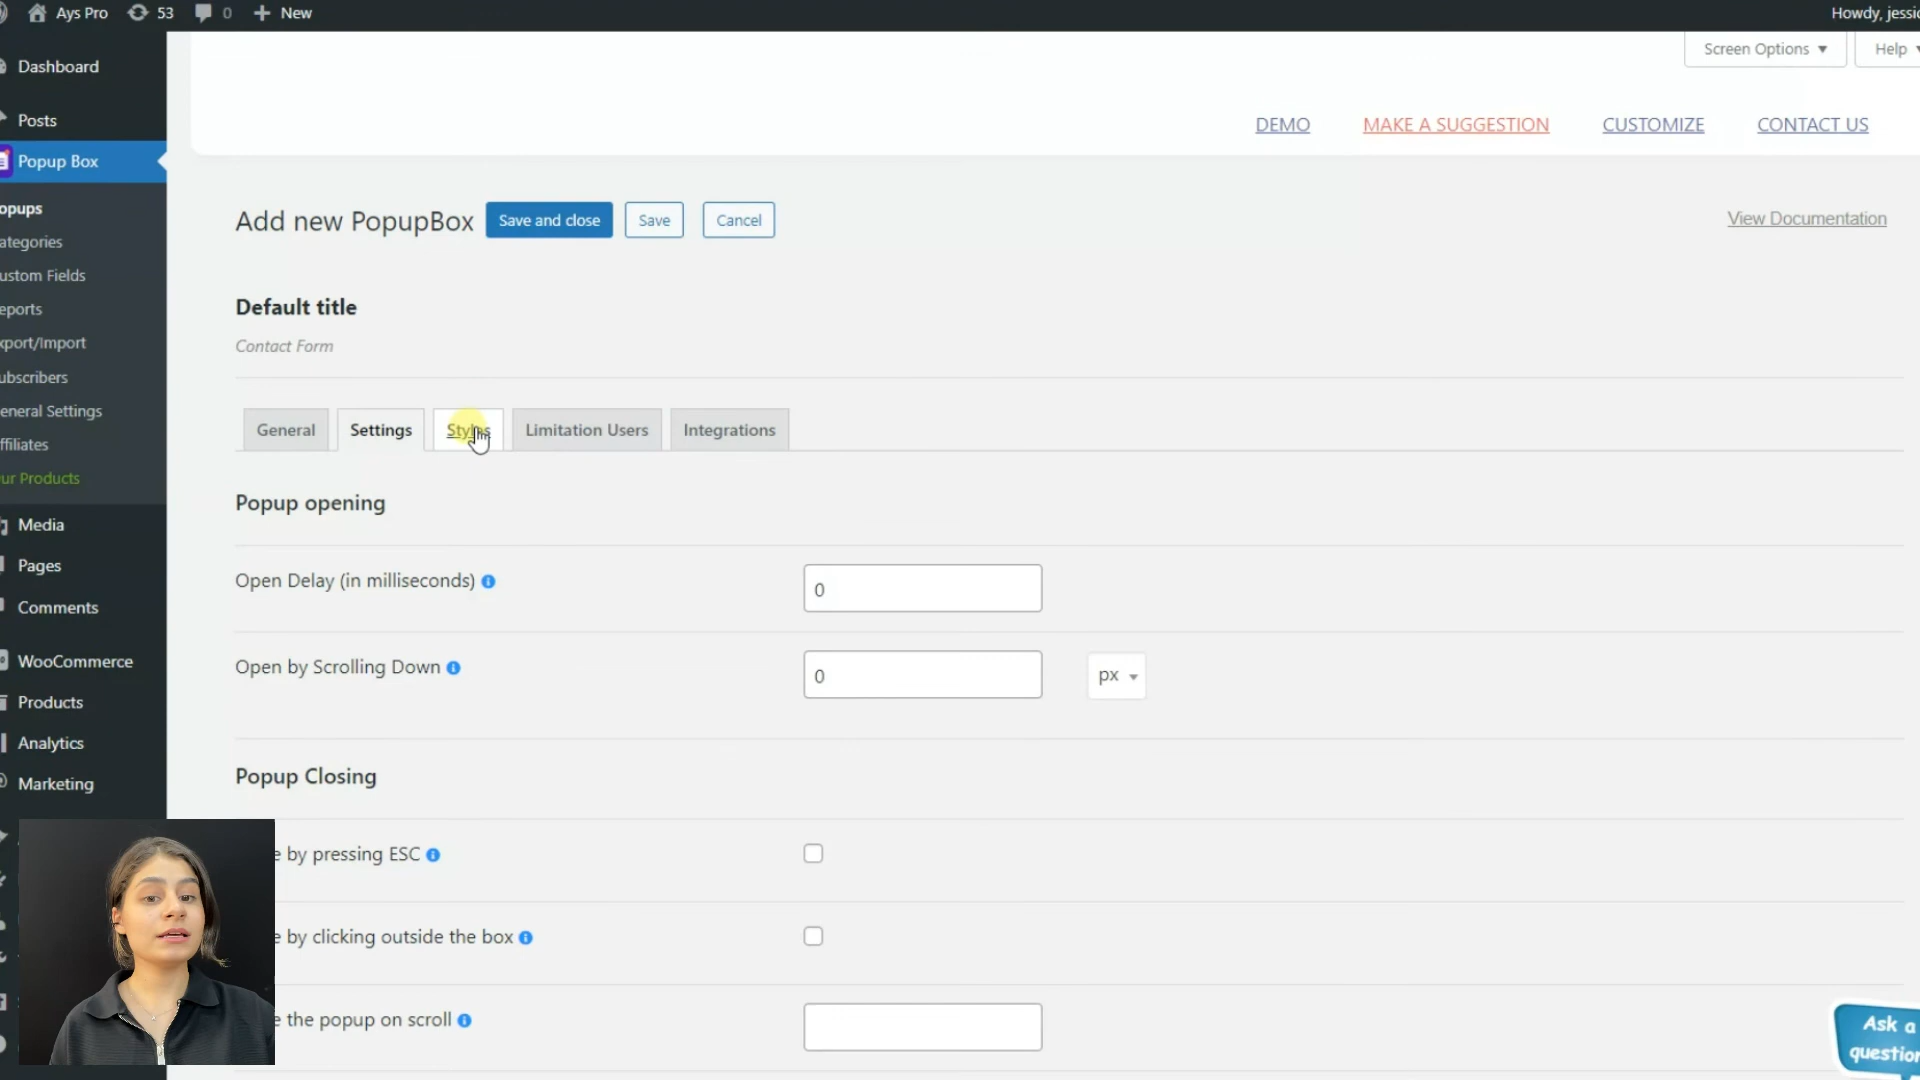 Ays Pro 53 0 New Howdy, jessic
Screen Options Help
DEMO MAKE A SUGGESTION CUSTOMIZE CONTACT US
Dashboard
Posts
Popup Box
opups
ategories
ustom Fields
eports
xport/Import
ubscribers
eneral Settings
ffiliates
ur Products
Media
Pages
Comments
WooCommerce
Products
Analytics
Marketing
Add new PopupBox Save and close Save Cancel View Documentation
Default title
Contact Form
General Settings Styles Limitation Users Integrations
Popup opening
Open Delay (in milliseconds) 0
Open by Scrolling Down 0 px
Popup Closing
e by pressing ESC
e by clicking outside the box
e the popup on scroll
Ask a
question